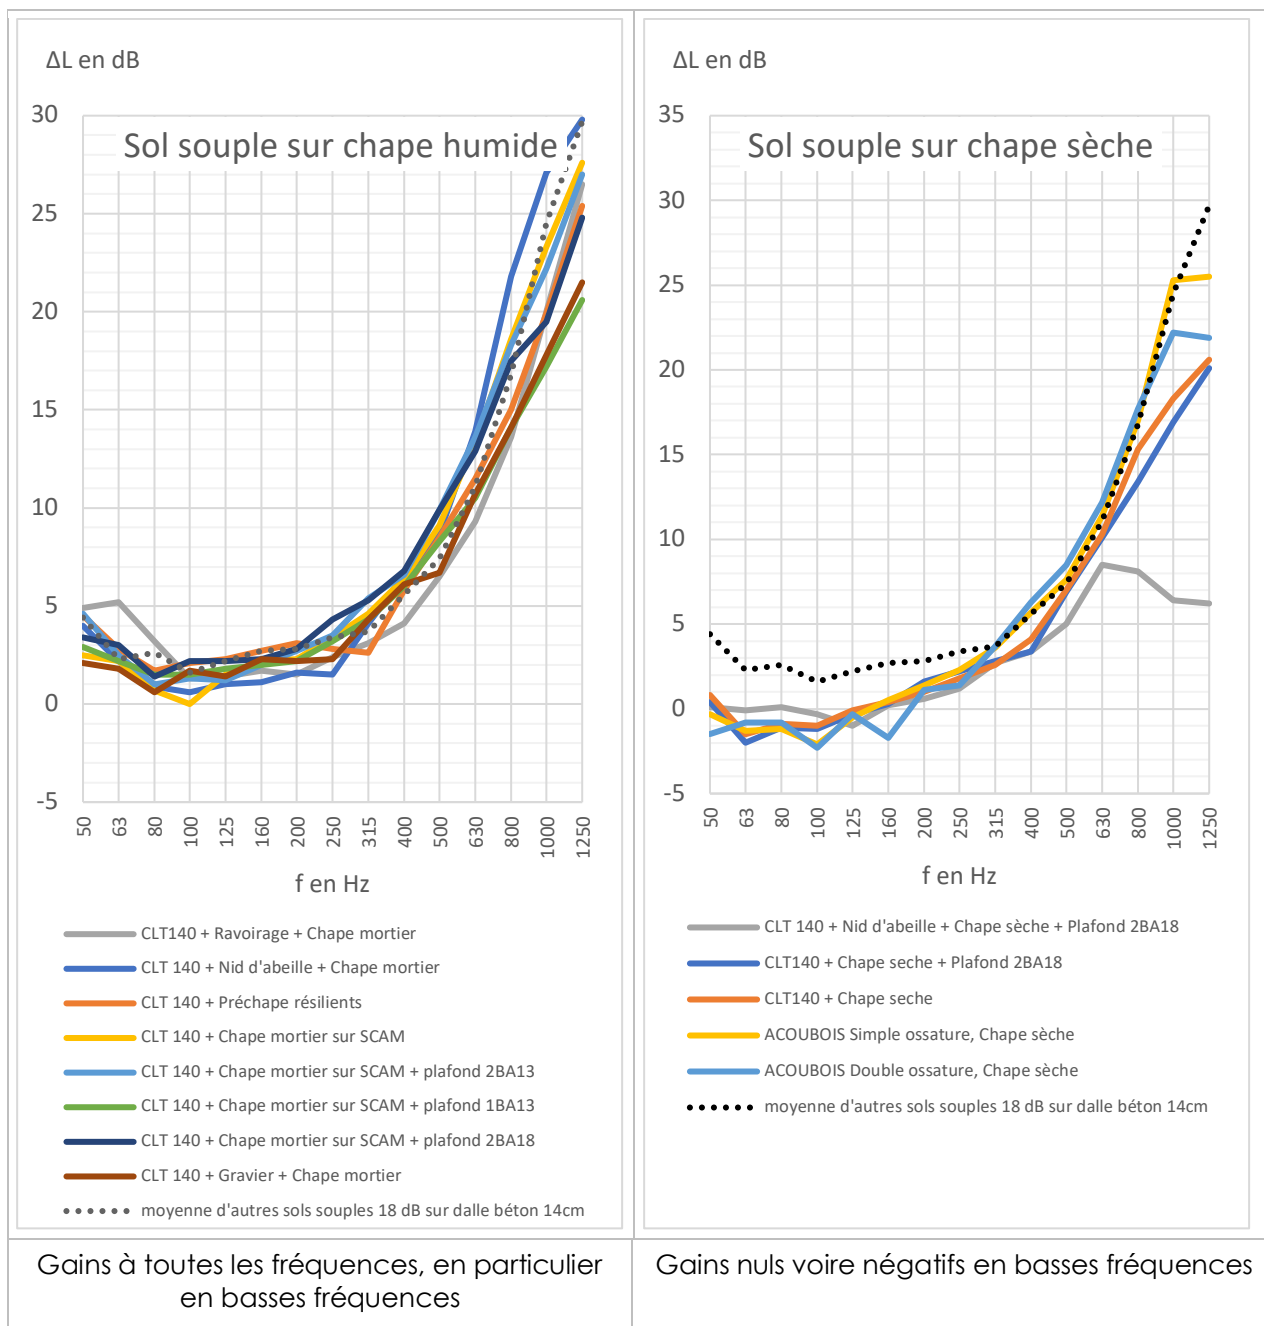 ΔL en dB
Sol souple sur chape humide
30
25
20
15
10
5
0
-5
50 63 80 100 125 160 200 250 315 400 500 630 800 1000 1250
f en Hz
CLT140 + Ravoirage + Chape mortier
CLT 140 + Nid d'abeille + Chape mortier
CLT 140 + Préchape résilients
CLT 140 + Chape mortier sur SCAM
CLT 140 + Chape mortier sur SCAM + plafond 2BA13
CLT 140 + Chape mortier sur SCAM + plafond 1BA13
CLT 140 + Chape mortier sur SCAM + plafond 2BA18
CLT 140 + Gravier + Chape mortier
moyenne d'autres sols souples 18 dB sur dalle béton 14cm
Gains à toutes les fréquences, en particulier
en basses fréquences
ΔL en dB
Sol souple sur chape sèche
35
30
25
20
15
10
5
0
-5
50 63 80 100 125 160 200 250 315 400 500 630 800 1000 1250
f en Hz
CLT 140 + Nid d'abeille + Chape sèche + Plafond 2BA18
CLT140 + Chape seche + Plafond 2BA18
CLT140 + Chape seche
ACOUBOIS Simple ossature, Chape sèche
ACOUBOIS Double ossature, Chape sèche
moyenne d'autres sols souples 18 dB sur dalle béton 14cm
Gains nuls voire négatifs en basses fréquences